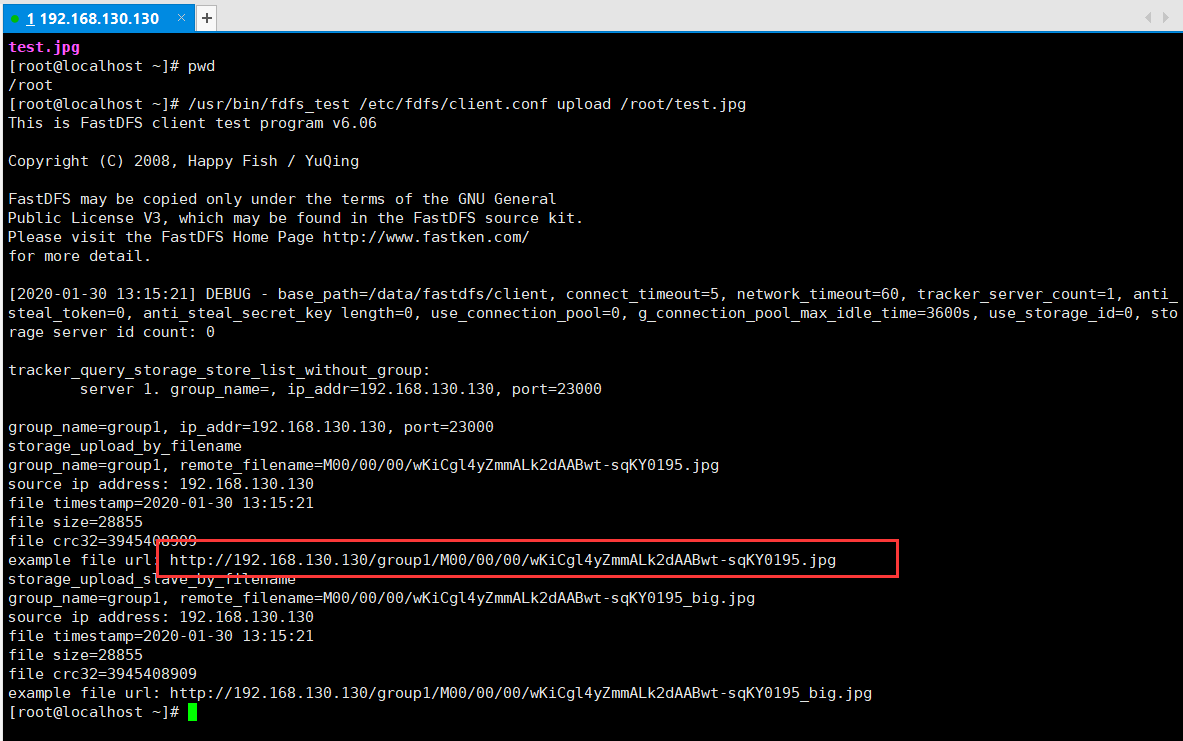 1 192.168.130.130 × +
test.jpg
[root@localhost ~]# pwd
/root
[root@localhost ~]# /usr/bin/fdfs_test /etc/fdfs/client.conf upload /root/test.jpg
This is FastDFS client test program v6.06
Copyright (C) 2008, Happy Fish / YuQing
FastDFS may be copied only under the terms of the GNU General
Public License V3, which may be found in the FastDFS source kit.
Please visit the FastDFS Home Page http://www.fastken.com/
for more detail.
[2020-01-30 13:15:21] DEBUG - base_path=/data/fastdfs/client, connect_timeout=5, network_timeout=60, tracker_server_count=1, anti_
steal_token=0, anti_steal_secret_key length=0, use_connection_pool=0, g_connection_pool_max_idle_time=3600s, use_storage_id=0, sto
rage server id count: 0
tracker_query_storage_store_list_without_group:
server 1. group_name=, ip_addr=192.168.130.130, port=23000
group_name=group1, ip_addr=192.168.130.130, port=23000
storage_upload_by_filename
group_name=group1, remote_filename=M00/00/00/wKiCgl4yZmmALk2dAABwt-sqKY0195.jpg
source ip address: 192.168.130.130
file timestamp=2020-01-30 13:15:21
file size=28855
file crc32=3945408909
example file url: http://192.168.130.130/group1/M00/00/00/wKiCgl4yZmmALk2dAABwt-sqKY0195.jpg
storage_upload_slave_by_filename
group_name=group1, remote_filename=M00/00/00/wKiCgl4yZmmALk2dAABwt-sqKY0195_big.jpg
source ip address: 192.168.130.130
file timestamp=2020-01-30 13:15:21
file size=28855
file crc32=3945408909
example file url: http://192.168.130.130/group1/M00/00/00/wKiCgl4yZmmALk2dAABwt-sqKY0195_big.jpg
[root@localhost ~]#